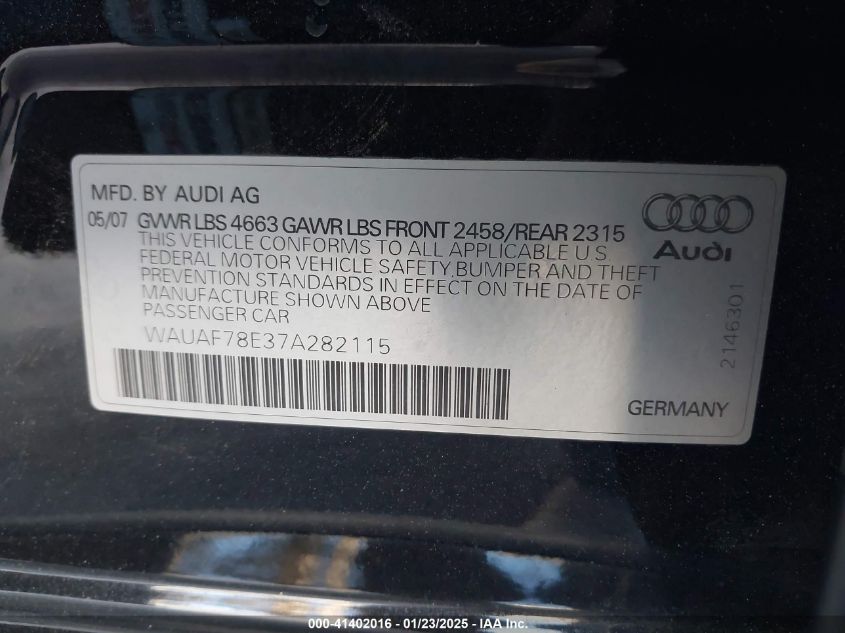 MFD. BY AUDI AG
05/07 GVWR LBS 4663 GAWR LBS FRONT 2458/REAR 2315
THIS VEHICLE CONFORMS TO ALL APPLICABLE U.S
FEDERAL MOTOR VEHICLE SAFETY,BUMPER AND THEFT
PREVENTION STANDARDS IN EFFECT ON THE DATE OF
MANUFACTURE SHOWN ABOVE
PASSENGER CAR
WAUAF78E37A282115
Audi
2146301
GERMANY
000-41402016 - 01/23/2025 - IAA Inc.